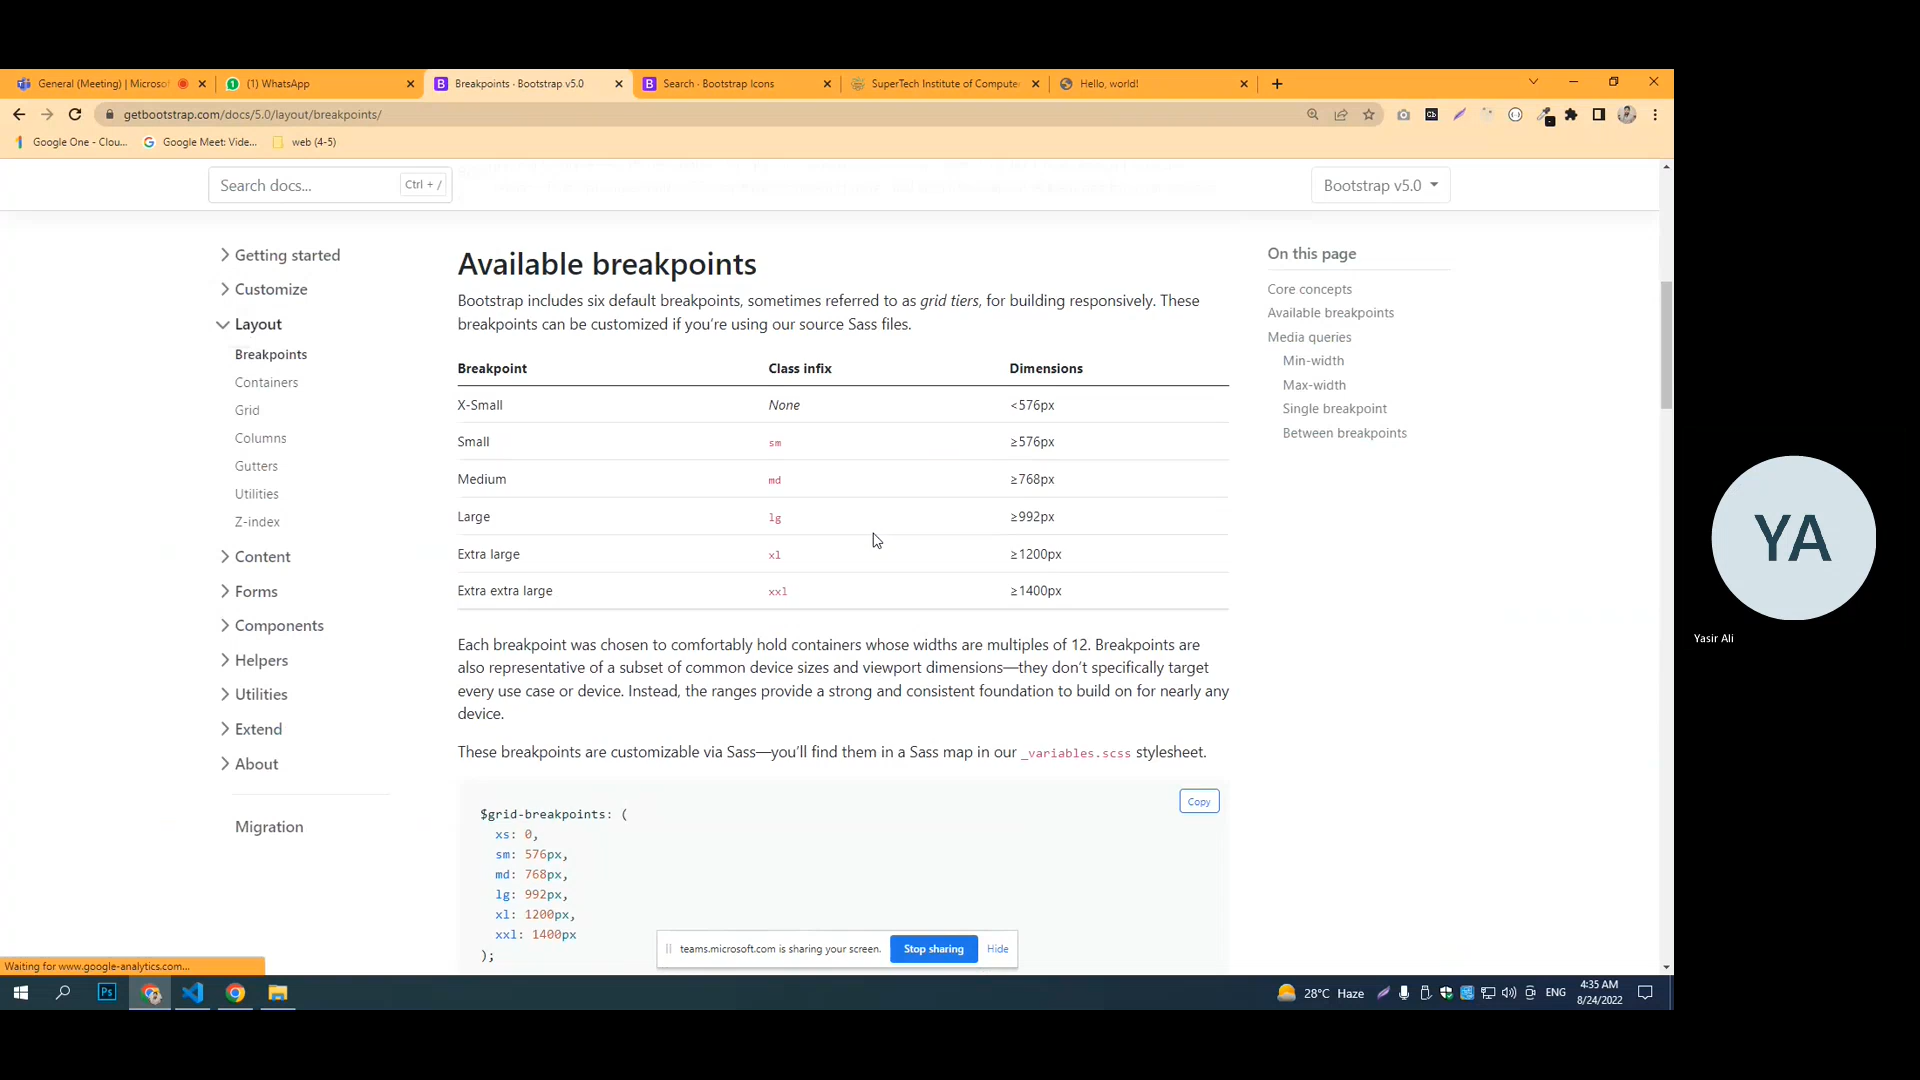 General (Meeting) | Microso
(1) WhatsApp
Breakpoints · Bootstrap v5.0
Search · Bootstrap Icons
SuperTech Institute of Compute
Hello, world!
getbootstrap.com/docs/5.0/layout/breakpoints/
Google One - Clou...
Google Meet: Vide...
web (4-5)
Search docs...
Ctrl + /
Bootstrap v5.0
Getting started
Customize
Layout
Breakpoints
Containers
Grid
Columns
Gutters
Utilities
Z-index
Content
Forms
Components
Helpers
Utilities
Extend
About
Migration
Available breakpoints
Bootstrap includes six default breakpoints, sometimes referred to as grid tiers, for building responsively. These
breakpoints can be customized if you're using our source Sass files.
Breakpoint Class infix Dimensions
X-Small None <576px
Small sm ≥576px
Medium md ≥768px
Large lg ≥992px
Extra large xl ≥1200px
Extra extra large xxl ≥1400px
Each breakpoint was chosen to comfortably hold containers whose widths are multiples of 12. Breakpoints are
also representative of a subset of common device sizes and viewport dimensions—they don't specifically target
every use case or device. Instead, the ranges provide a strong and consistent foundation to build on for nearly any
device.
These breakpoints are customizable via Sass—you'll find them in a Sass map in our _variables.scss stylesheet.
Copy
$grid-breakpoints: (
xs: 0,
sm: 576px,
md: 768px,
lg: 992px,
xl: 1200px,
xxl: 1400px
);
On this page
Core concepts
Available breakpoints
Media queries
Min-width
Max-width
Single breakpoint
Between breakpoints
teams.microsoft.com is sharing your screen.
Stop sharing
Hide
Waiting for www.google-analytics.com...
Ps
28°C Haze
ENG
4:35 AM
8/24/2022
YA
Yasir Ali